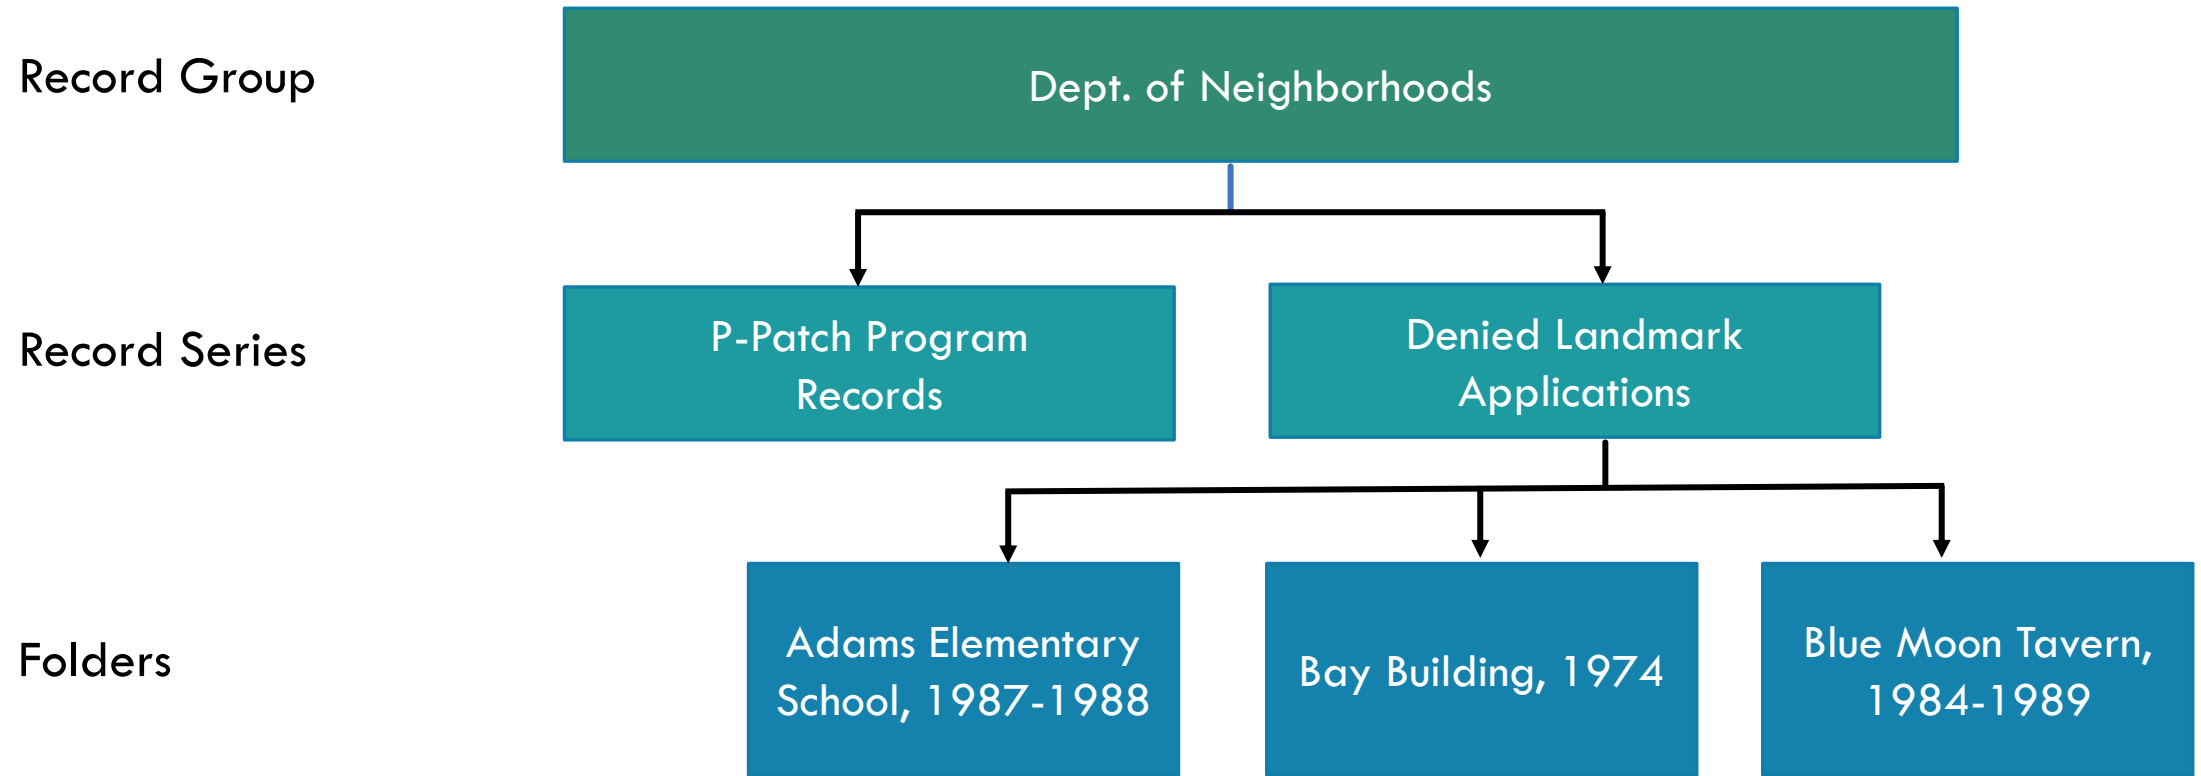 Record Group
Dept. of Neighborhoods
Record Series
P-Patch Program
Records
Denied Landmark
Applications
Folders
Adams Elementary
School, 1987-1988
Bay Building, 1974
Blue Moon Tavern,
1984-1989